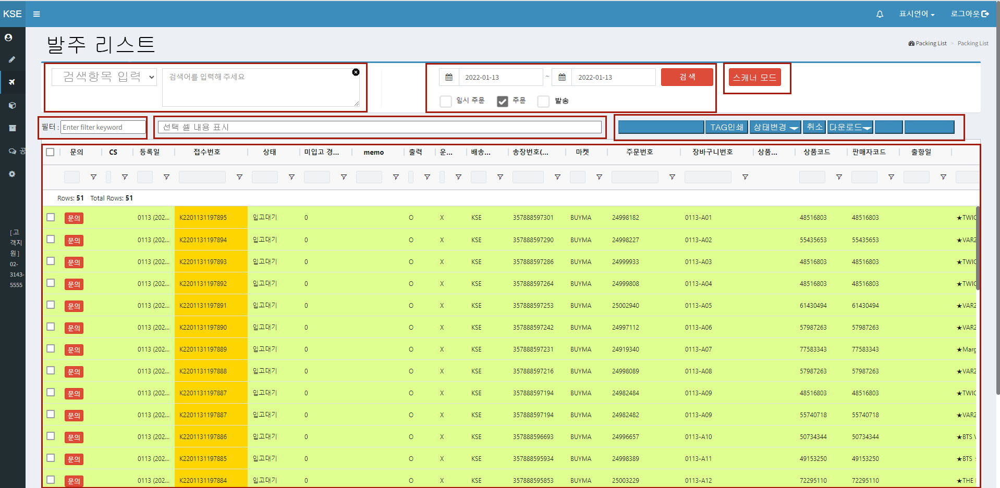 KSE 표시언어 로그아웃
발주 리스트
Packing List > Packing List
검색항목 입력 검색어를 입력해 주세요 2022-01-13 ~ 2022-01-13 검 색 스캐너 모드
임시 주문 주문 발송
필터 : Enter filter keyword 선택 셀 내용 표시 TAG인쇄 상태변경 취소 다운로드
공
문의 CS 등록일 접수번호 상태 미입고 경... memo 출력 운... 배송... 송장번호(... 마켓 주문번호 장바구니번호 상품... 상품코드 판매자코드 출항일
Rows: 51 Total Rows: 51
문의 0113 (202... K2201131197895 입고대기 0 O X KSE 357888597301 BUYMA 24998182 0113-A01 48516803 48516803 ★TWIC
문의 0113 (202... K2201131197894 입고대기 0 O X KSE 357888597290 BUYMA 24998227 0113-A02 55435653 55435653 ★VARZ
문의 0113 (202... K2201131197893 입고대기 0 O X KSE 357888597286 BUYMA 24999933 0113-A03 48516803 48516803 ★TWIC
문의 0113 (202... K2201131197892 입고대기 0 O X KSE 357888597264 BUYMA 24999808 0113-A04 48516803 48516803 ★TWIC
문의 0113 (202... K2201131197891 입고대기 0 O X KSE 357888597253 BUYMA 25002940 0113-A05 61430494 61430494 ★VARZ
문의 0113 (202... K2201131197890 입고대기 0 O X KSE 357888597242 BUYMA 24997112 0113-A06 57987263 57987263 ★VARZ
문의 0113 (202... K2201131197889 입고대기 0 O X KSE 357888597231 BUYMA 24919340 0113-A07 77583343 77583343 ★Marg
문의 0113 (202... K2201131197888 입고대기 0 O X KSE 357888597216 BUYMA 24998089 0113-A08 57987263 57987263 ★VARZ
문의 0113 (202... K2201131197887 입고대기 0 O X KSE 357888597194 BUYMA 24982484 0113-A09 48516803 48516803 ★TWIC
문의 0113 (202... K2201131197887 입고대기 0 O X KSE 357888597194 BUYMA 24982482 0113-A09 55740718 55740718 ★VARZ
문의 0113 (202... K2201131197886 입고대기 0 O X KSE 357888596693 BUYMA 24996657 0113-A10 50734344 50734344 ★BTS V
문의 0113 (202... K2201131197885 입고대기 0 O X KSE 357888595934 BUYMA 24998389 0113-A11 49153250 49153250 ★BTS
문의 0113 (202... K2201131197884 입고대기 0 O X KSE 357888595853 BUYMA 25003229 0113-A12 72295110 72295110 ★THE
[고
객지
원]
02-
3143-
5555